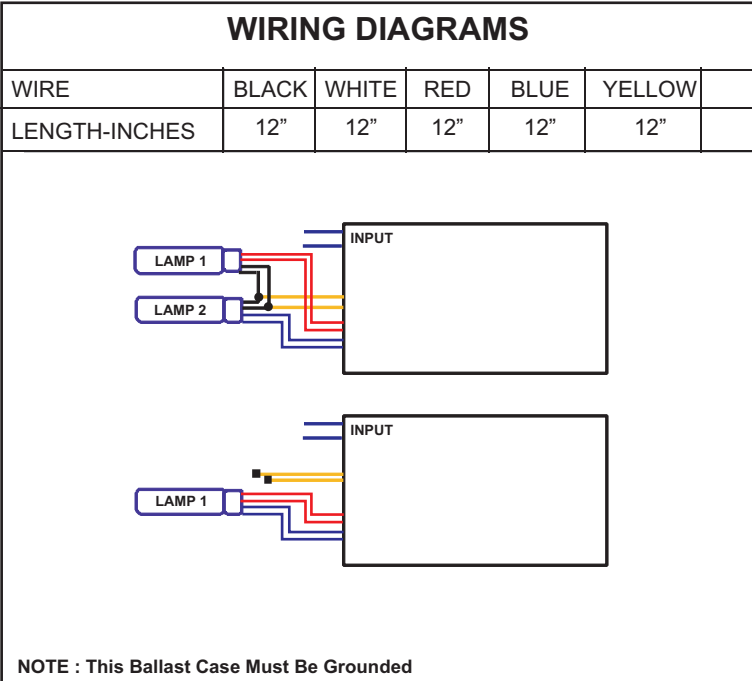 WIRING DIAGRAMS
WIRE BLACK WHITE RED BLUE YELLOW
LENGTH-INCHES 12” 12” 12” 12” 12”
INPUT
LAMP 1
LAMP 2
INPUT
LAMP 1
NOTE : This Ballast Case Must Be Grounded